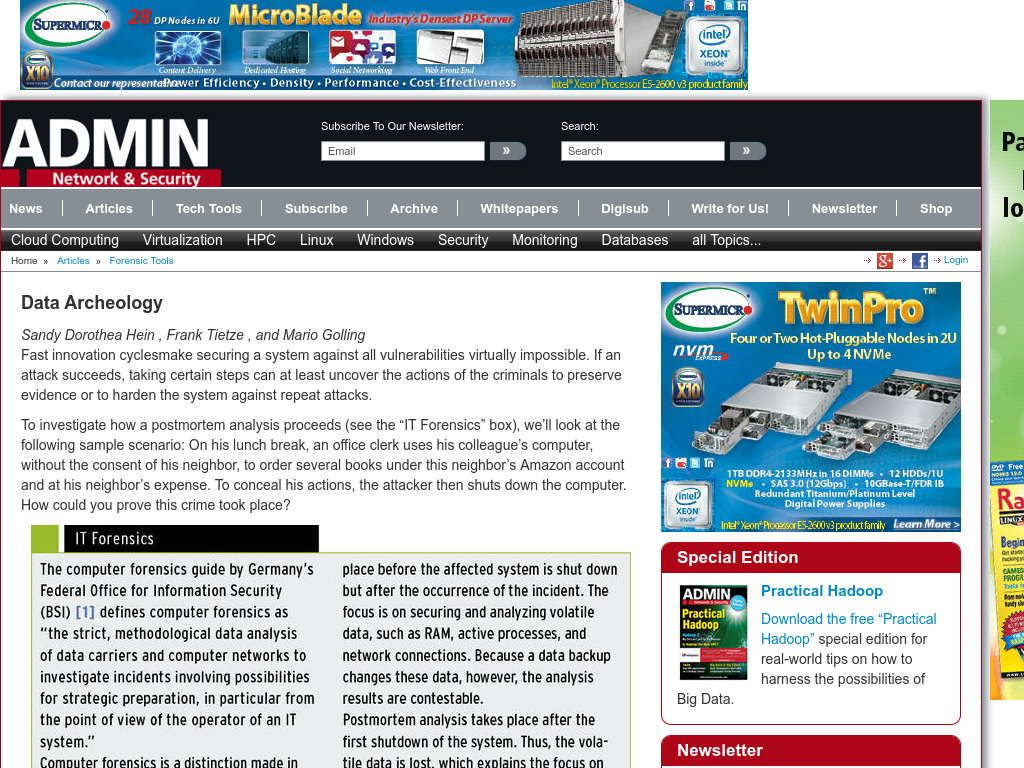 SUPERMICRO
28 DP Nodes in 6U MicroBlade Industry's Densest DP Server
X10
intel XEON inside
Content Delivery
Dedicated Hosting
Social Networking
Web Front End
Contact our representative
Power Efficiency • Density • Performance • Cost-Effectiveness
Intel® Xeon® Processor E5-2600 v3 product family
ADMIN
Network & Security
Subscribe To Our Newsletter:
Email
»
Search:
Search
»
News
Articles
Tech Tools
Subscribe
Archive
Whitepapers
Digisub
Write for Us!
Newsletter
Shop
Cloud Computing
Virtualization
HPC
Linux
Windows
Security
Monitoring
Databases
all Topics...
Home » Articles » Forensic Tools
Login
Data Archeology
Sandy Dorothea Hein , Frank Tietze , and Mario Golling
Fast innovation cyclesmake securing a system against all vulnerabilities virtually impossible. If an
attack succeeds, taking certain steps can at least uncover the actions of the criminals to preserve
evidence or to harden the system against repeat attacks.
To investigate how a postmortem analysis proceeds (see the “IT Forensics” box), we’ll look at the
following sample scenario: On his lunch break, an office clerk uses his colleague’s computer,
without the consent of his neighbor, to order several books under this neighbor’s Amazon account
and at his neighbor’s expense. To conceal his actions, the attacker then shuts down the computer.
How could you prove this crime took place?
IT Forensics
The computer forensics guide by Germany’s
Federal Office for Information Security
(BSI) [1] defines computer forensics as
“the strict, methodological data analysis
of data carriers and computer networks to
investigate incidents involving possibilities
for strategic preparation, in particular from
the point of view of the operator of an IT
system.”
Computer forensics is a distinction made in
place before the affected system is shut down
but after the occurrence of the incident. The
focus is on securing and analyzing volatile
data, such as RAM, active processes, and
network connections. Because a data backup
changes these data, however, the analysis
results are contestable.
Postmortem analysis takes place after the
first shutdown of the system. Thus, the vola-
tile data is lost, which explains the focus on
SUPERMICRO
TwinPro™
Four or Two Hot-Pluggable Nodes in 2U
Up to 4 NVMe
nvm EXPRESS
X10
1TB DDR4-2133MHz in 16 DIMMs • 12 HDDs/1U
NVMe • SAS 3.0 (12Gbps) • 10GBase-T/FDR IB
Redundant Titanium/Platinum Level
Digital Power Supplies
intel XEON inside
Intel® Xeon® Processor E5-2600 v3 product family
Learn More >
Special Edition
ADMIN
Practical
Hadoop
Practical Hadoop
Download the free “Practical
Hadoop” special edition for
real-world tips on how to
harness the possibilities of
Big Data.
Newsletter
Pa
lo
DVD Free
Ra
LINUX
Begin